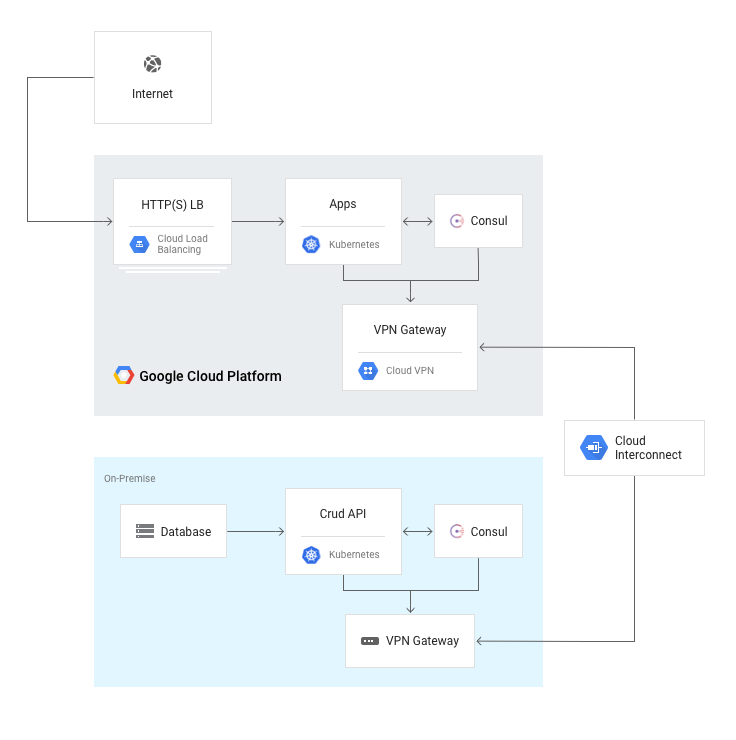 Internet
HTTP(S) LB
Cloud Load
Balancing
Apps
Kubernetes
Consul
VPN Gateway
Cloud VPN
Google Cloud Platform
Cloud
Interconnect
On-Premise
Database
Crud API
Kubernetes
Consul
VPN Gateway